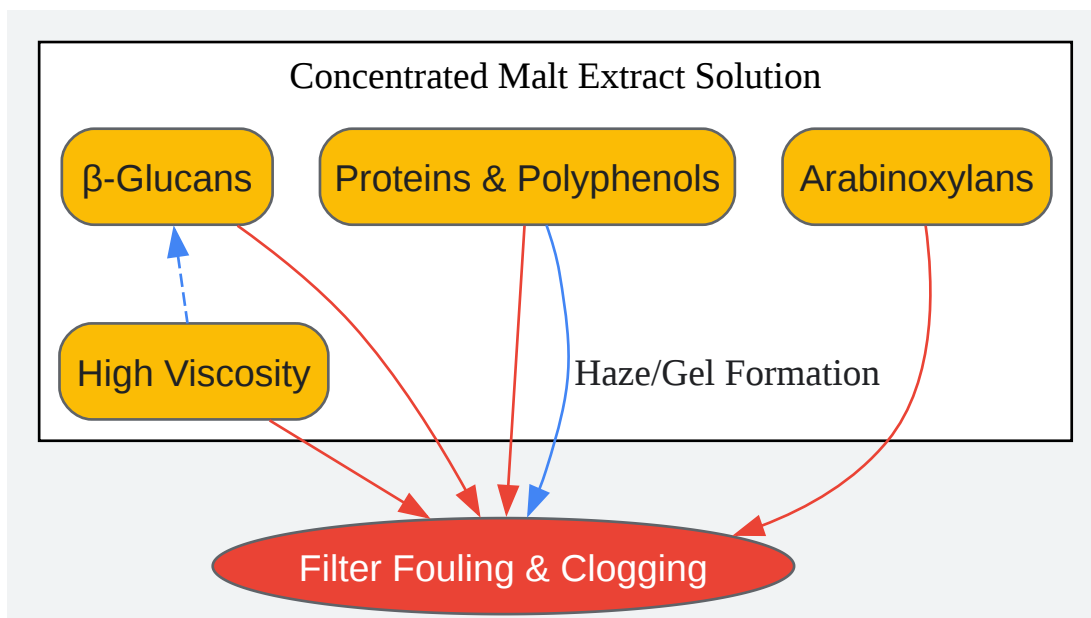 Concentrated Malt Extract Solution
β-Glucans
Proteins & Polyphenols
Arabinoxylans
High Viscosity
Haze/Gel Formation
Filter Fouling & Clogging